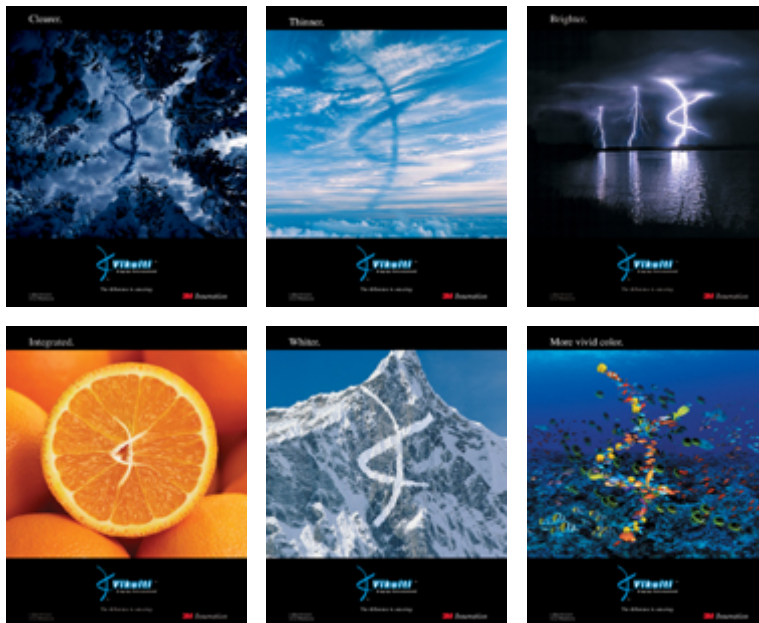 Clearer.
Thinner.
Brighter.
Vikuiti
The difference is amazing.
3M Innovation
Vikuiti
The difference is amazing.
3M Innovation
Vikuiti
The difference is amazing.
3M Innovation
Integrated.
Whiter.
More vivid color.
Vikuiti
The difference is amazing.
3M Innovation
Vikuiti
The difference is amazing.
3M Innovation
Vikuiti
The difference is amazing.
3M Innovation